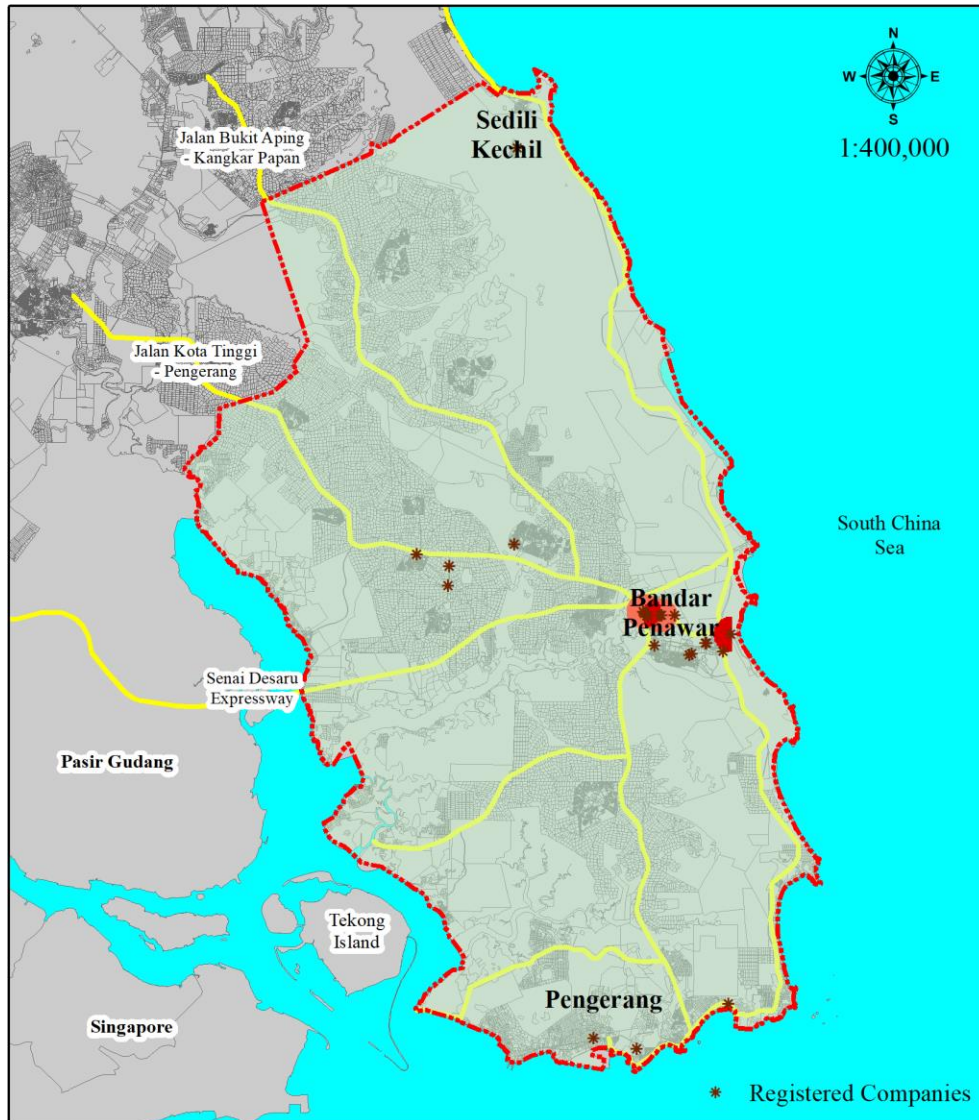 N
W
E
S
1:400,000
Sedili
Kechil
Jalan Bukit Aping
- Kangkar Papan
Jalan Kota Tinggi
- Pengerang
South China
Sea
Bandar
Penawar
Senai Desaru
Expressway
Pasir Gudang
Tekong
Island
Pengerang
Singapore
Registered Companies